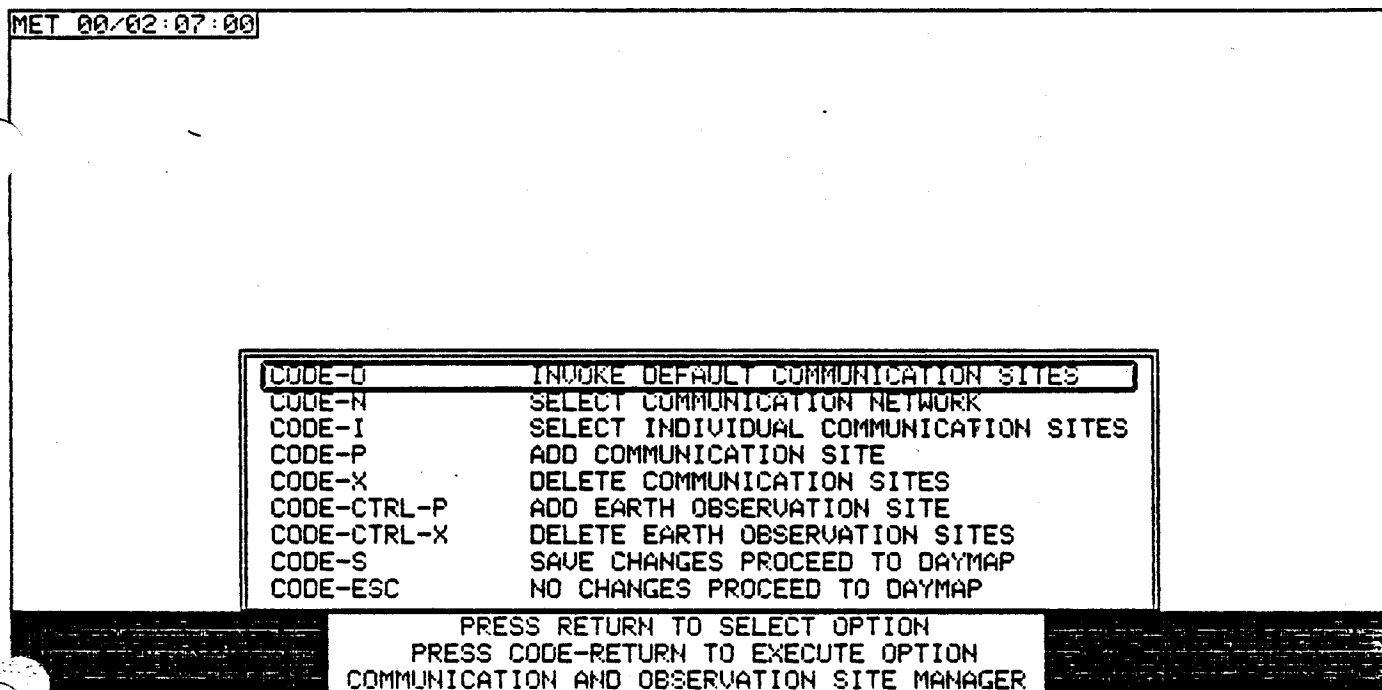 MET 00/02:07:00
CODE-D INVOKE DEFAULT COMMUNICATION SITES
CODE-N SELECT COMMUNICATION NETWORK
CODE-I SELECT INDIVIDUAL COMMUNICATION SITES
CODE-P ADD COMMUNICATION SITE
CODE-X DELETE COMMUNICATION SITES
CODE-CTRL-P ADD EARTH OBSERVATION SITE
CODE-CTRL-X DELETE EARTH OBSERVATION SITES
CODE-S SAVE CHANGES PROCEED TO DAYMAP
CODE-ESC NO CHANGES PROCEED TO DAYMAP
PRESS RETURN TO SELECT OPTION
PRESS CODE-RETURN TO EXECUTE OPTION
COMMUNICATION AND OBSERVATION SITE MANAGER